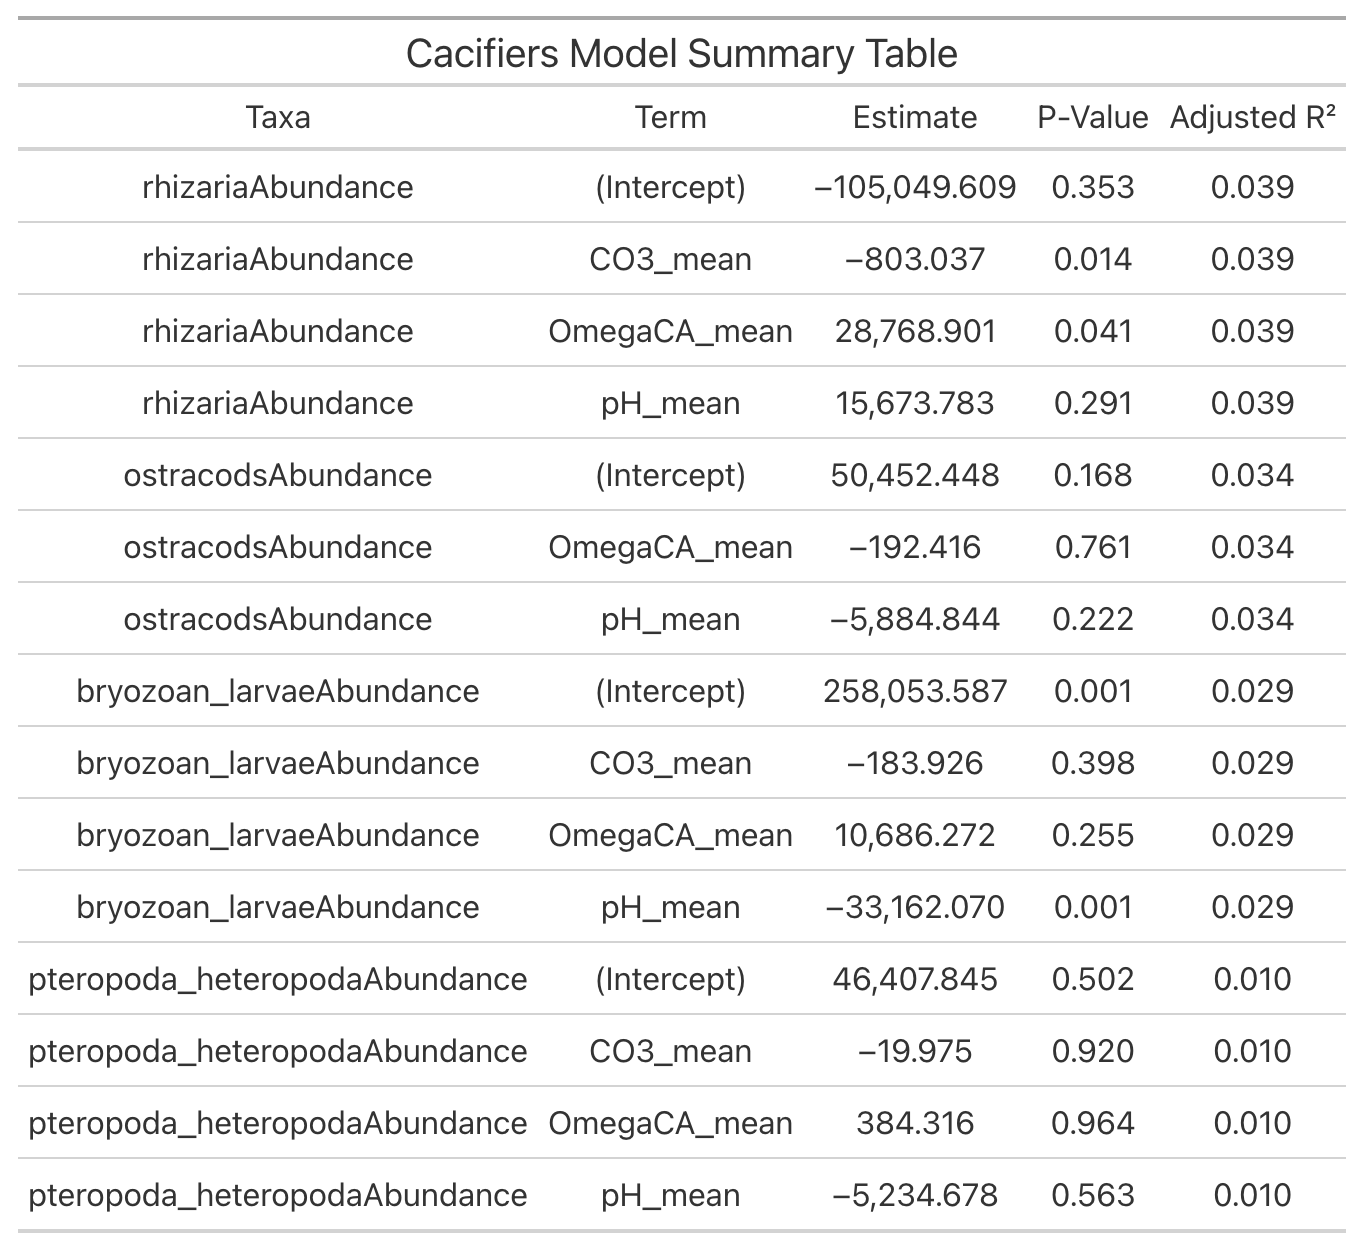 Cacifiers Model Summary Table
Taxa Term Estimate P-Value Adjusted R²
rhizariaAbundance (Intercept) −105,049.609 0.353 0.039
rhizariaAbundance CO3_mean −803.037 0.014 0.039
rhizariaAbundance OmegaCA_mean 28,768.901 0.041 0.039
rhizariaAbundance pH_mean 15,673.783 0.291 0.039
ostracodsAbundance (Intercept) 50,452.448 0.168 0.034
ostracodsAbundance OmegaCA_mean −192.416 0.761 0.034
ostracodsAbundance pH_mean −5,884.844 0.222 0.034
bryozoan_larvaeAbundance (Intercept) 258,053.587 0.001 0.029
bryozoan_larvaeAbundance CO3_mean −183.926 0.398 0.029
bryozoan_larvaeAbundance OmegaCA_mean 10,686.272 0.255 0.029
bryozoan_larvaeAbundance pH_mean −33,162.070 0.001 0.029
pteropoda_heteropodaAbundance (Intercept) 46,407.845 0.502 0.010
pteropoda_heteropodaAbundance CO3_mean −19.975 0.920 0.010
pteropoda_heteropodaAbundance OmegaCA_mean 384.316 0.964 0.010
pteropoda_heteropodaAbundance pH_mean −5,234.678 0.563 0.010